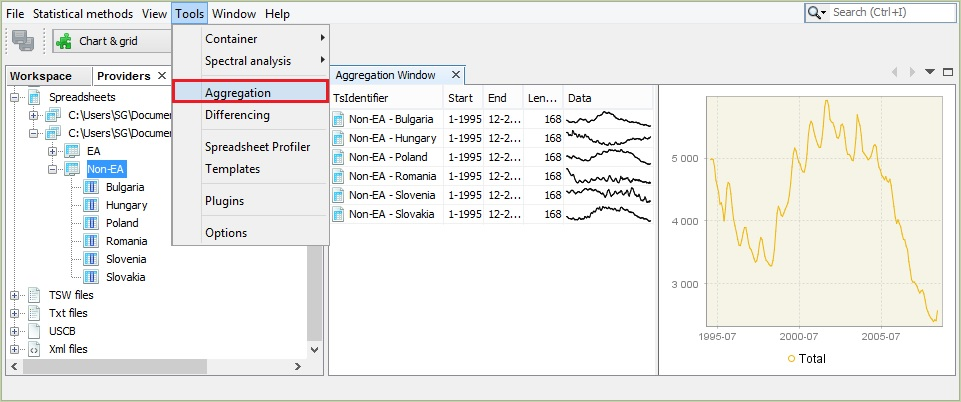 File Statistical methods View Tools Window Help Search (Ctrl+I)
Chart & grid
Container
Spectral analysis
Aggregation
Differencing
Spreadsheet Profiler
Templates
Plugins
Options
Workspace Providers
Spreadsheets
C:\Users\SG\Docume
C:\Users\SG\Docume
EA
Non-EA
Bulgaria
Hungary
Poland
Romania
Slovenia
Slovakia
TSW files
Txt files
USCB
Xml files
Aggregation Window
TsIdentifier Start End Len... Data
Non-EA - Bulgaria 1-1995 12-2... 168
Non-EA - Hungary 1-1995 12-2... 168
Non-EA - Poland 1-1995 12-2... 168
Non-EA - Romania 1-1995 12-2... 168
Non-EA - Slovenia 1-1995 12-2... 168
Non-EA - Slovakia 1-1995 12-2... 168
5 000
4 000
3 000
1995-07 2000-07 2005-07
Total